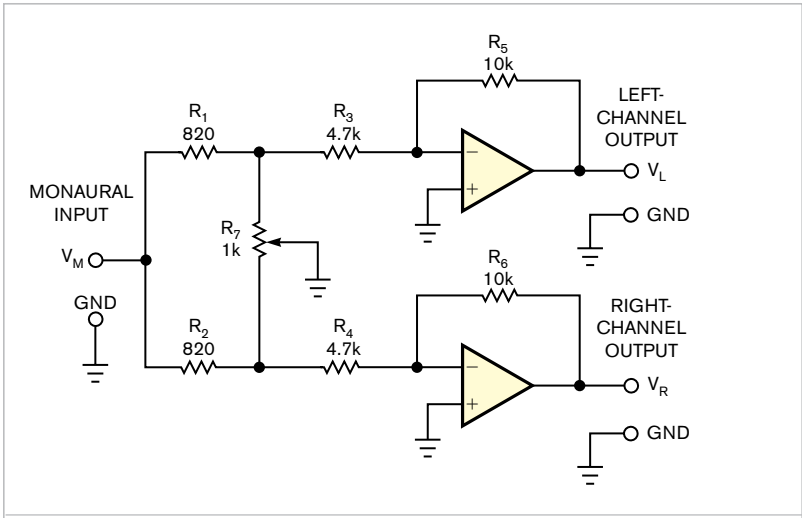 R5
10k
LEFT-
CHANNEL
OUTPUT
R1
820
R3
4.7k
−
+
VL
MONAURAL
INPUT
R7
1k
GND
VM
R6
10k
GND
RIGHT-
CHANNEL
OUTPUT
R2
820
R4
4.7k
−
+
VR
GND